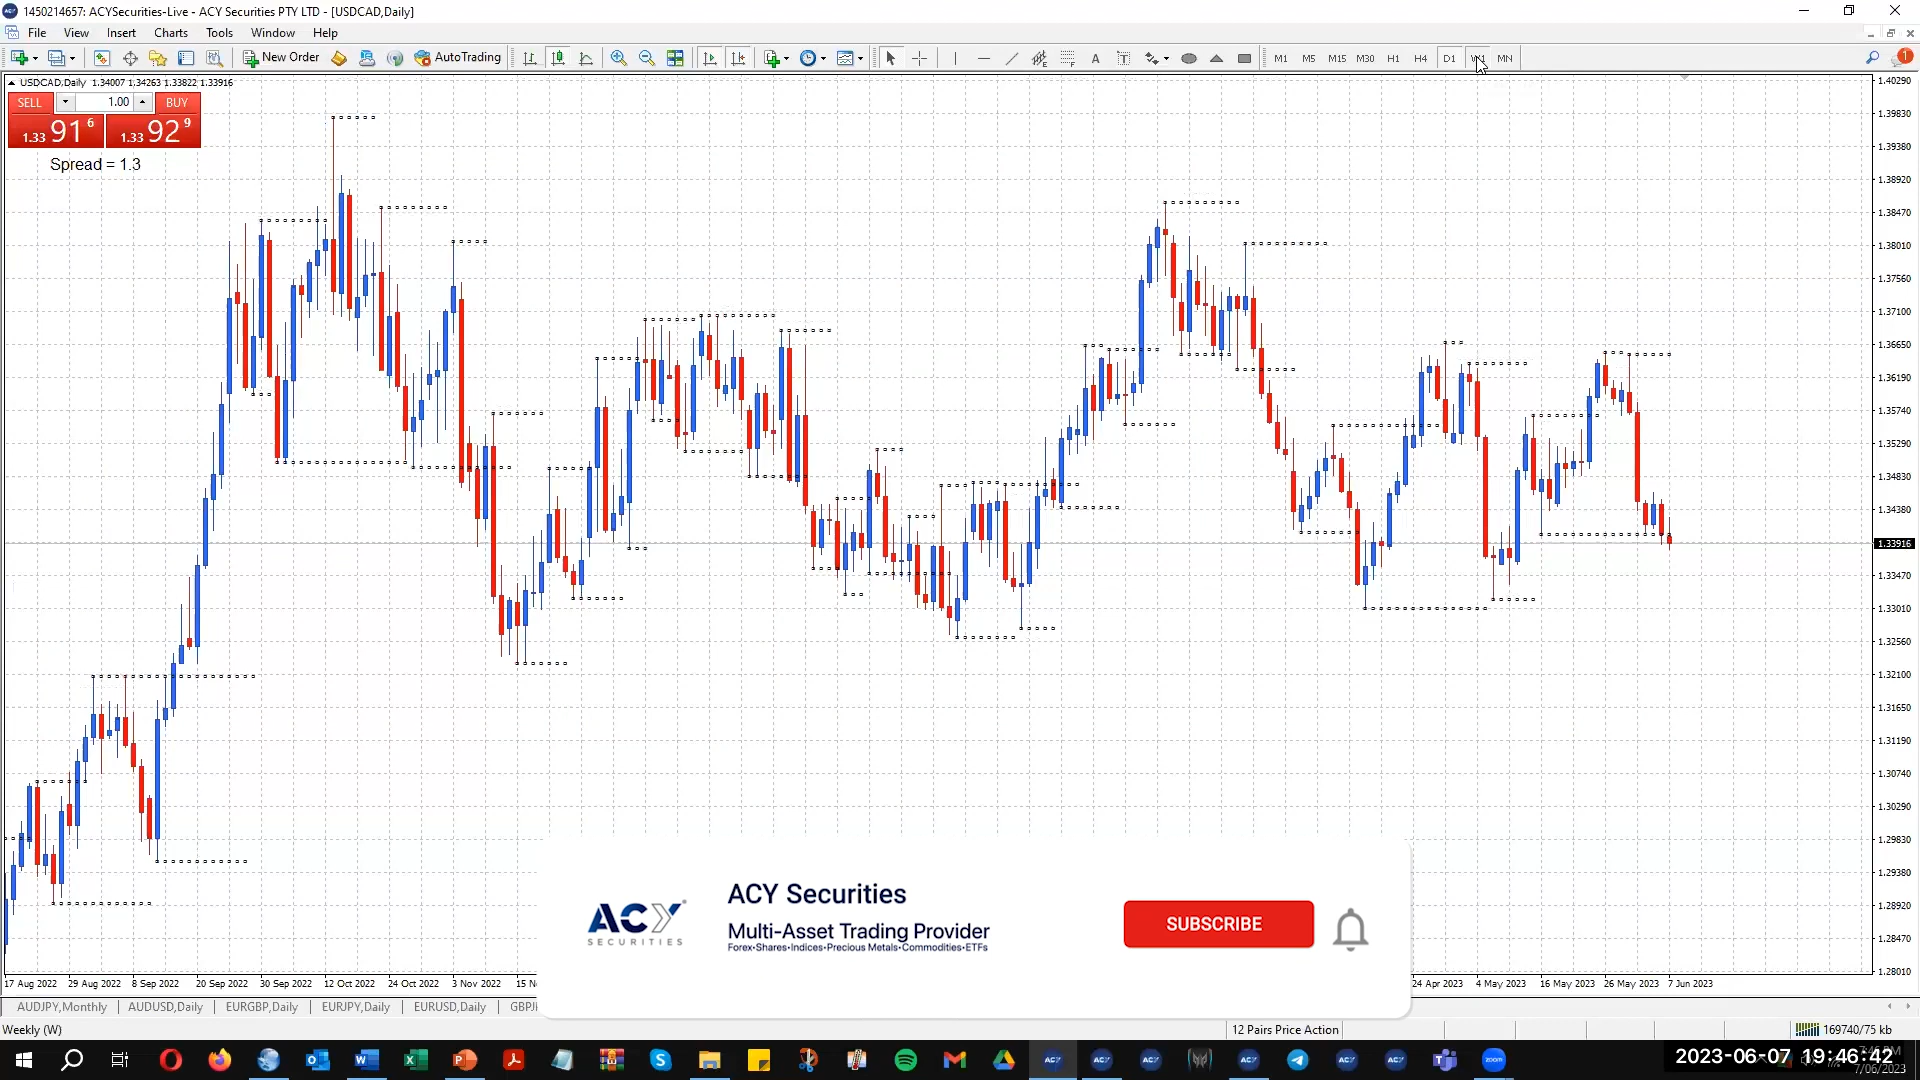 1450214657: ACYSecurities-Live - ACY Securities PTY LTD - [USDCAD,Daily]
File View Insert Charts Tools Window Help
New Order AutoTrading M1 M5 M15 M30 H1 H4 D1 W1 MN
USDCAD,Daily 1.34007 1.34263 1.33822 1.33916
SELL 1.00 BUY
1.33 91 6 1.33 92 9
Spread = 1.3
1.40290
1.39830
1.39380
1.38920
1.38470
1.38010
1.37560
1.37100
1.36650
1.36190
1.35740
1.35290
1.34830
1.34380
1.33916
1.33470
1.33010
1.32560
1.32100
1.31650
1.31190
1.30740
1.30290
1.29830
1.29380
1.28920
1.28470
1.28010
ACY SECURITIES
ACY Securities
Multi-Asset Trading Provider
Forex•Shares•Indices•Precious Metals•Commodities•ETFs
SUBSCRIBE
17 Aug 2022 29 Aug 2022 8 Sep 2022 20 Sep 2022 30 Sep 2022 12 Oct 2022 24 Oct 2022 3 Nov 2022 24 Apr 2023 4 May 2023 16 May 2023 26 May 2023 7 Jun 2023
AUDJPY,Monthly AUDUSD,Daily EURGBP,Daily EURJPY,Daily EURUSD,Daily
Weekly (W) 12 Pairs Price Action 169740/75 kb
2023-06-07 19:46:42
7/06/2023